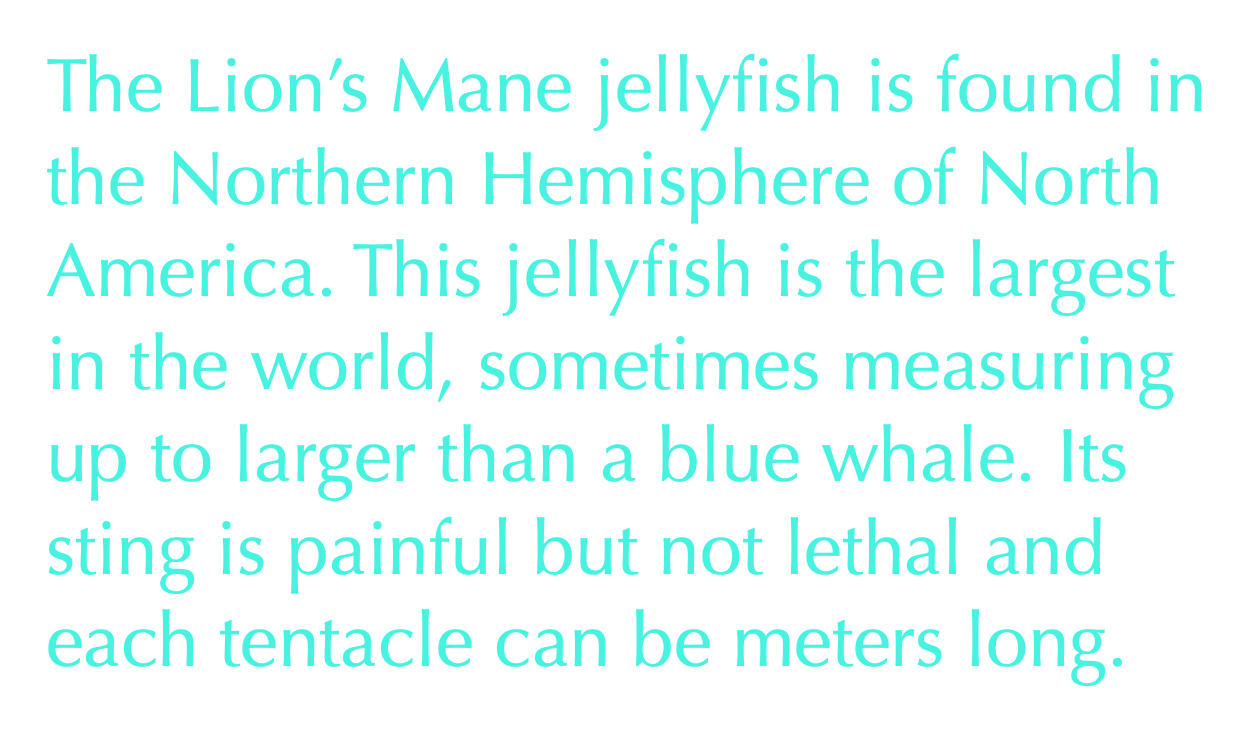 The Lion’s Mane jellyfish is found in
the Northern Hemisphere of North
America. This jellyfish is the largest
in the world, sometimes measuring
up to larger than a blue whale. Its
sting is painful but not lethal and
each tentacle can be meters long.